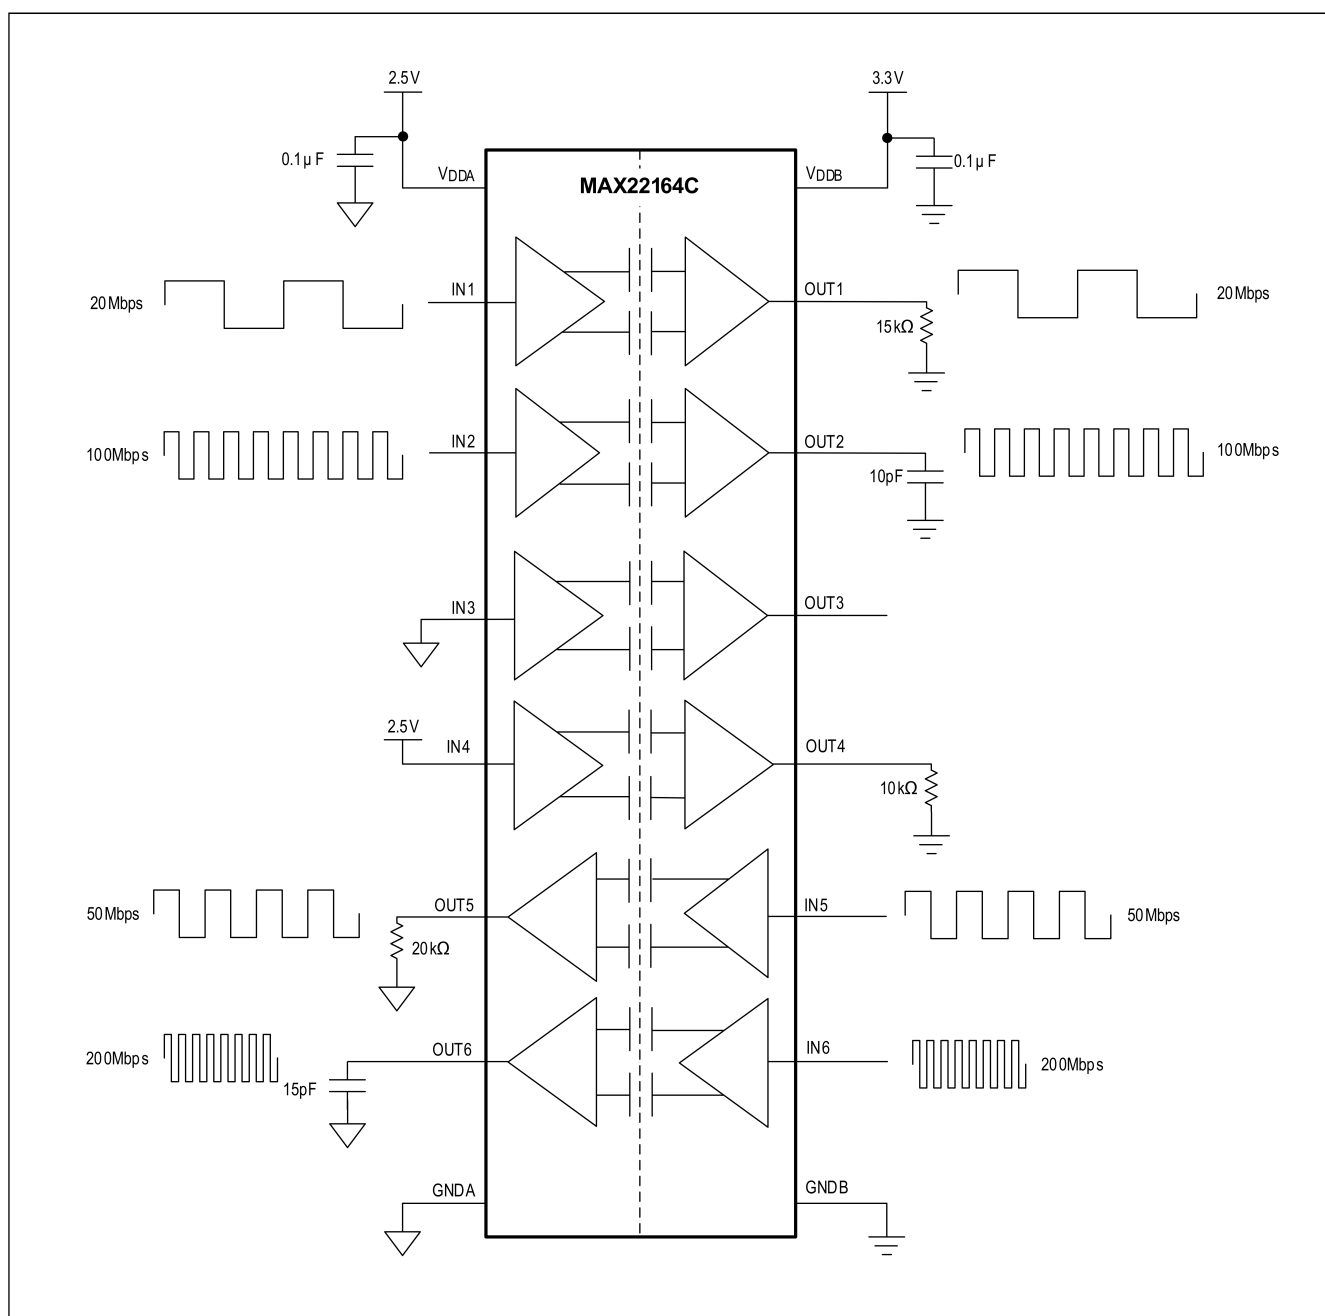 2.5V
3.3V
0.1µF
0.1µF
VDDA
VDDB
MAX22164C
20Mbps
IN1
OUT1
20Mbps
15kΩ
100Mbps
IN2
OUT2
100Mbps
10pF
IN3
OUT3
2.5V
IN4
OUT4
10kΩ
50Mbps
OUT5
IN5
50Mbps
20kΩ
200Mbps
OUT6
IN6
200Mbps
15pF
GNDA
GNDB